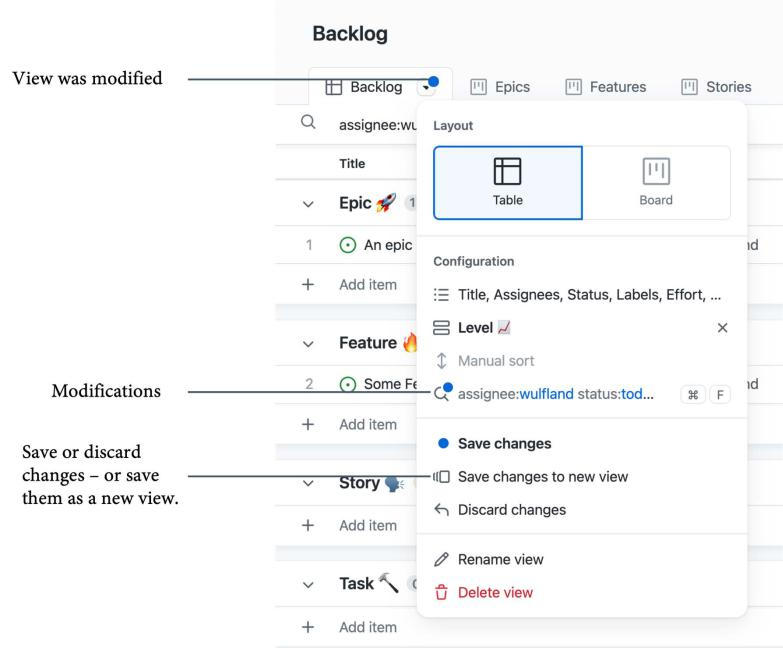 Backlog
View was modified
Backlog
Epics
Features
Stories
assignee:wu
Layout
Title
Table
Board
Epic 🚀 1
1 An epic
Configuration
+ Add item
Title, Assignees, Status, Labels, Effort, ...
Level 📈 ×
Feature 🔥
Manual sort
Modifications
2 Some Fe
assignee:wulfland status:tod... ⌘ F
+ Add item
Save or discard
changes – or save
them as a new view.
Save changes
Story 🗣
Save changes to new view
Discard changes
+ Add item
Rename view
Task 🔨
Delete view
+ Add item